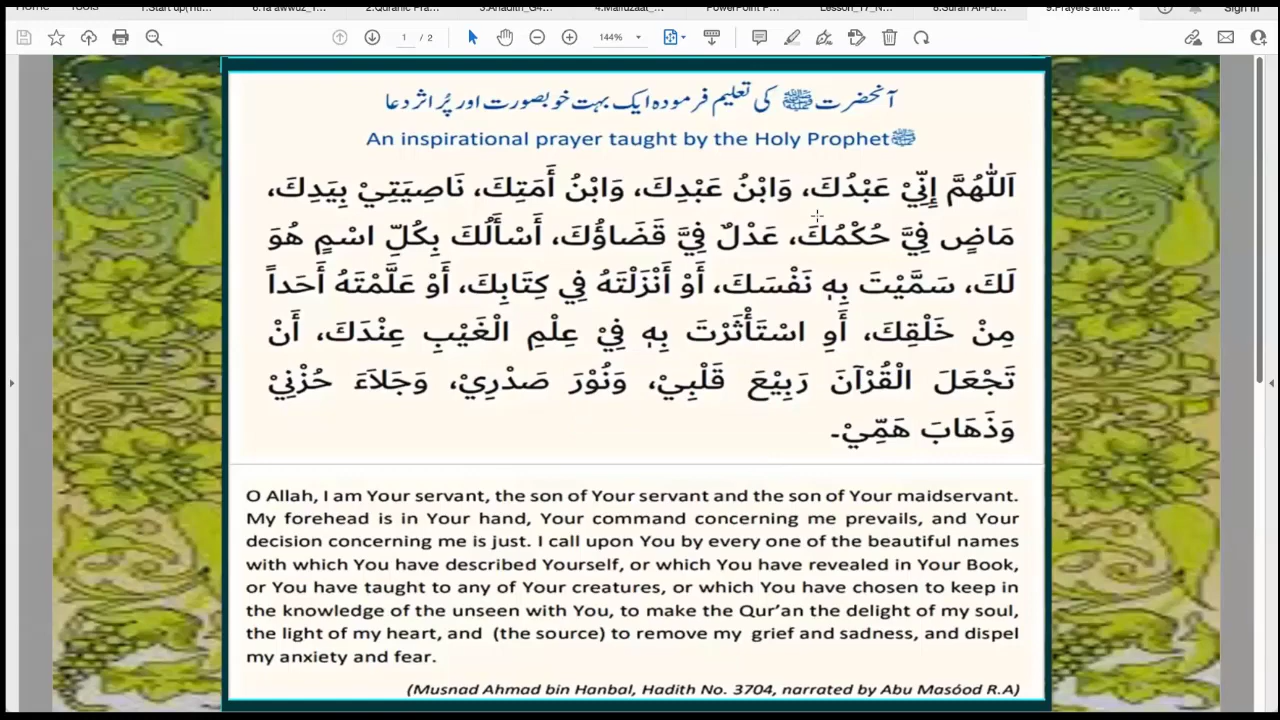 Sign In
144%
1 / 2
آنحضرت ﷺ کی تعلیم فرمودہ ایک بہت خوبصورت اور پُر اثر دعا
An inspirational prayer taught by the Holy Prophetﷺ
اَللّٰهُمَّ إِنِّيْ عَبْدُكَ، وَابْنُ عَبْدِكَ، وَابْنُ أَمَتِكَ، نَاصِيَتِيْ بِيَدِكَ،
مَاضٍ فِيَّ حُكْمُكَ، عَدْلٌ فِيَّ قَضَاؤُكَ، أَسْأَلُكَ بِكُلِّ اسْمٍ هُوَ
لَكَ، سَمَّيْتَ بِهٖ نَفْسَكَ، أَوْ أَنْزَلْتَهُ فِي كِتَابِكَ، أَوْ عَلَّمْتَهُ أَحَداً
مِنْ خَلْقِكَ، أَوِ اسْتَأْثَرْتَ بِهٖ فِيْ عِلْمِ الْغَيْبِ عِنْدَكَ، أَنْ
تَجْعَلَ الْقُرْآنَ رَبِيْعَ قَلْبِيْ، وَنُوْرَ صَدْرِيْ، وَجَلاَءَ حُزْنِيْ
وَذَهَابَ هَمِّيْ۔
O Allah, I am Your servant, the son of Your servant and the son of Your maidservant.
My forehead is in Your hand, Your command concerning me prevails, and Your
decision concerning me is just. I call upon You by every one of the beautiful names
with which You have described Yourself, or which You have revealed in Your Book,
or You have taught to any of Your creatures, or which You have chosen to keep in
the knowledge of the unseen with You, to make the Qur’an the delight of my soul,
the light of my heart, and (the source) to remove my grief and sadness, and dispel
my anxiety and fear.
(Musnad Ahmad bin Hanbal, Hadith No. 3704, narrated by Abu Masóod R.A)